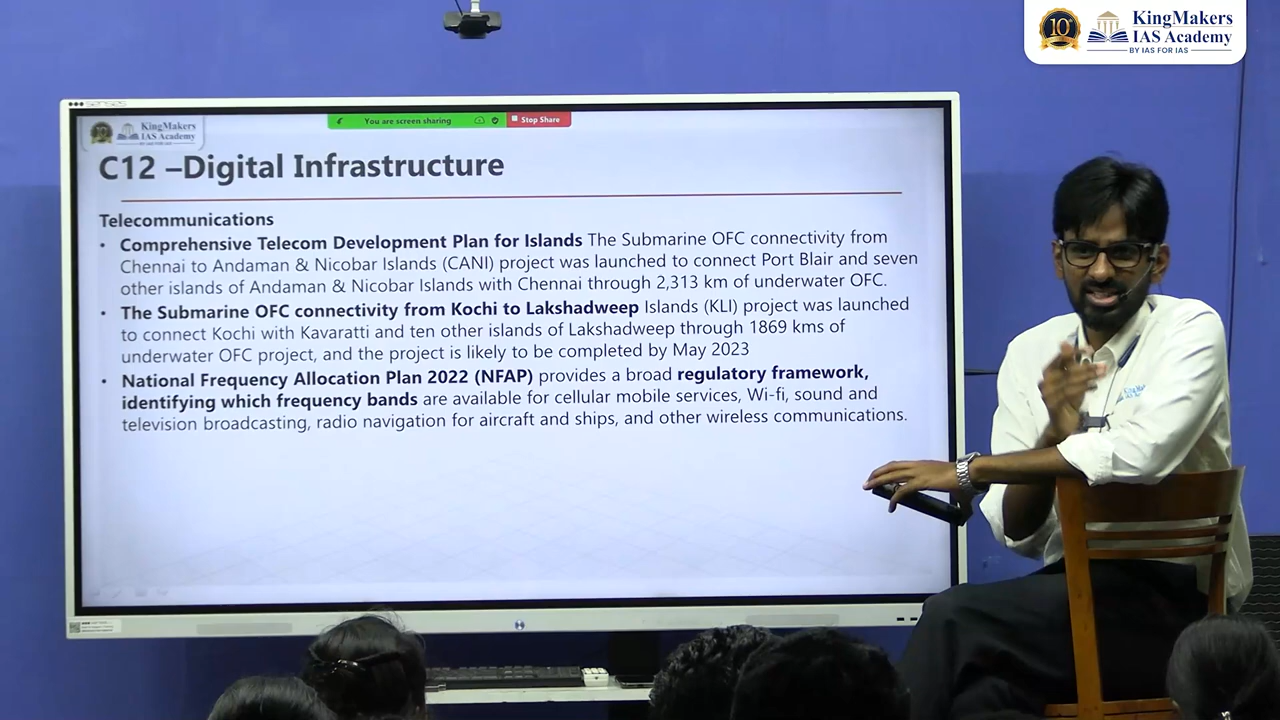 10
KingMakers
IAS Academy
BY IAS FOR IAS
You are screen sharing
Stop Share
KingMakers
IAS Academy
BY IAS FOR IAS
C12 –Digital Infrastructure
Telecommunications
• Comprehensive Telecom Development Plan for Islands The Submarine OFC connectivity from
Chennai to Andaman & Nicobar Islands (CANI) project was launched to connect Port Blair and seven
other islands of Andaman & Nicobar Islands with Chennai through 2,313 km of underwater OFC.
• The Submarine OFC connectivity from Kochi to Lakshadweep Islands (KLI) project was launched
to connect Kochi with Kavaratti and ten other islands of Lakshadweep through 1869 kms of
underwater OFC project, and the project is likely to be completed by May 2023
• National Frequency Allocation Plan 2022 (NFAP) provides a broad regulatory framework,
identifying which frequency bands are available for cellular mobile services, Wi-fi, sound and
television broadcasting, radio navigation for aircraft and ships, and other wireless communications.